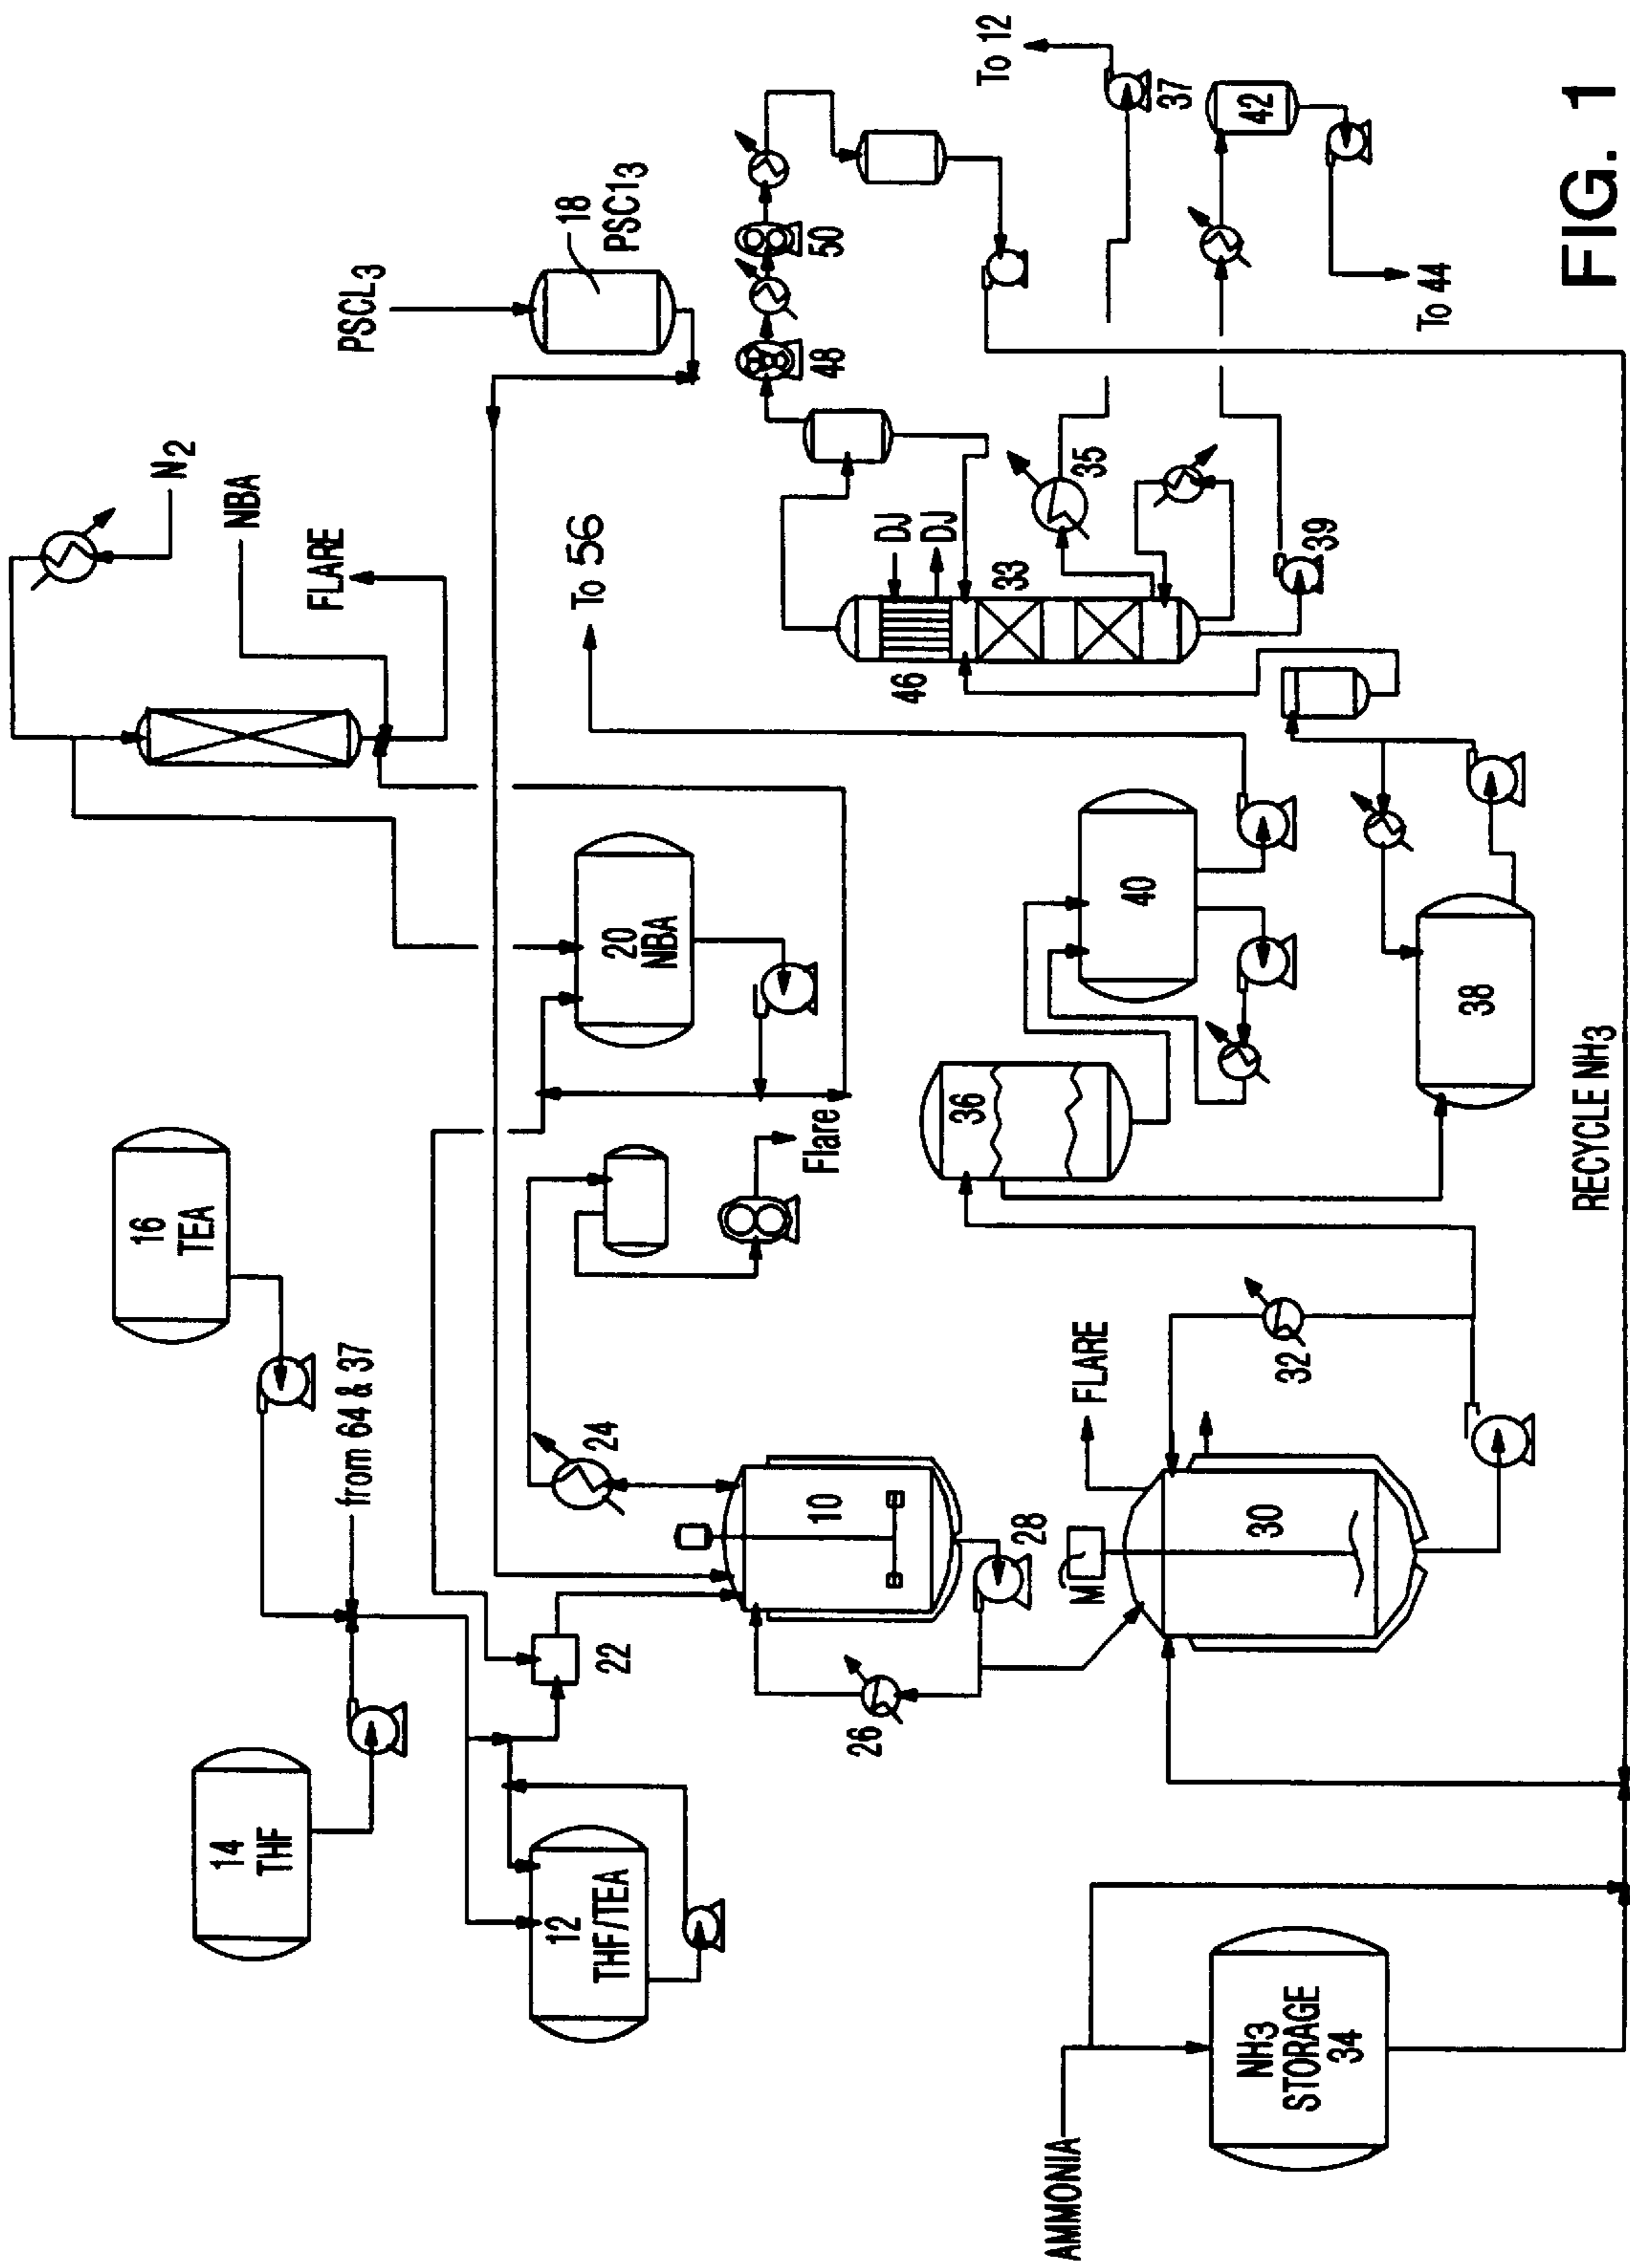 14
THF
16
TEA
N2
NBA
FLARE
from 64 & 37
PSCL3
12
THF/TEA
22
24
Flare
20
NBA
To 56
18
PSC13
26
10
28
48
50
AMMONIA
NH3
STORAGE
34
M
30
FLARE
32
36
40
38
46
DJ
DJ
33
35
39
To 12
37
42
To 44
RECYCLE NH3
FIG. 1